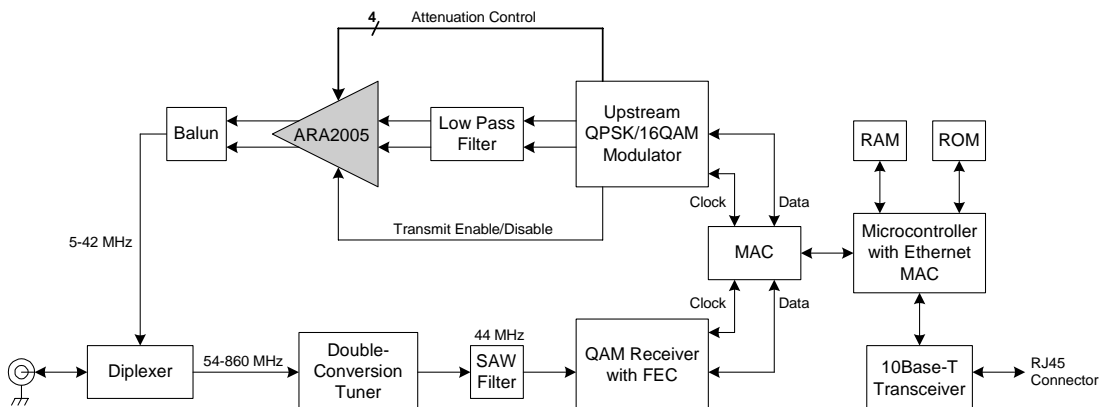 4
Attenuation Control
Balun
ARA2005
Low Pass
Filter
Upstream
QPSK/16QAM
Modulator
RAM
ROM
Clock
Data
Transmit Enable/Disable
5-42 MHz
MAC
Microcontroller
with Ethernet
MAC
Clock
Data
Diplexer
54-860 MHz
Double-
Conversion
Tuner
44 MHz
SAW
Filter
QAM Receiver
with FEC
10Base-T
Transceiver
RJ45
Connector